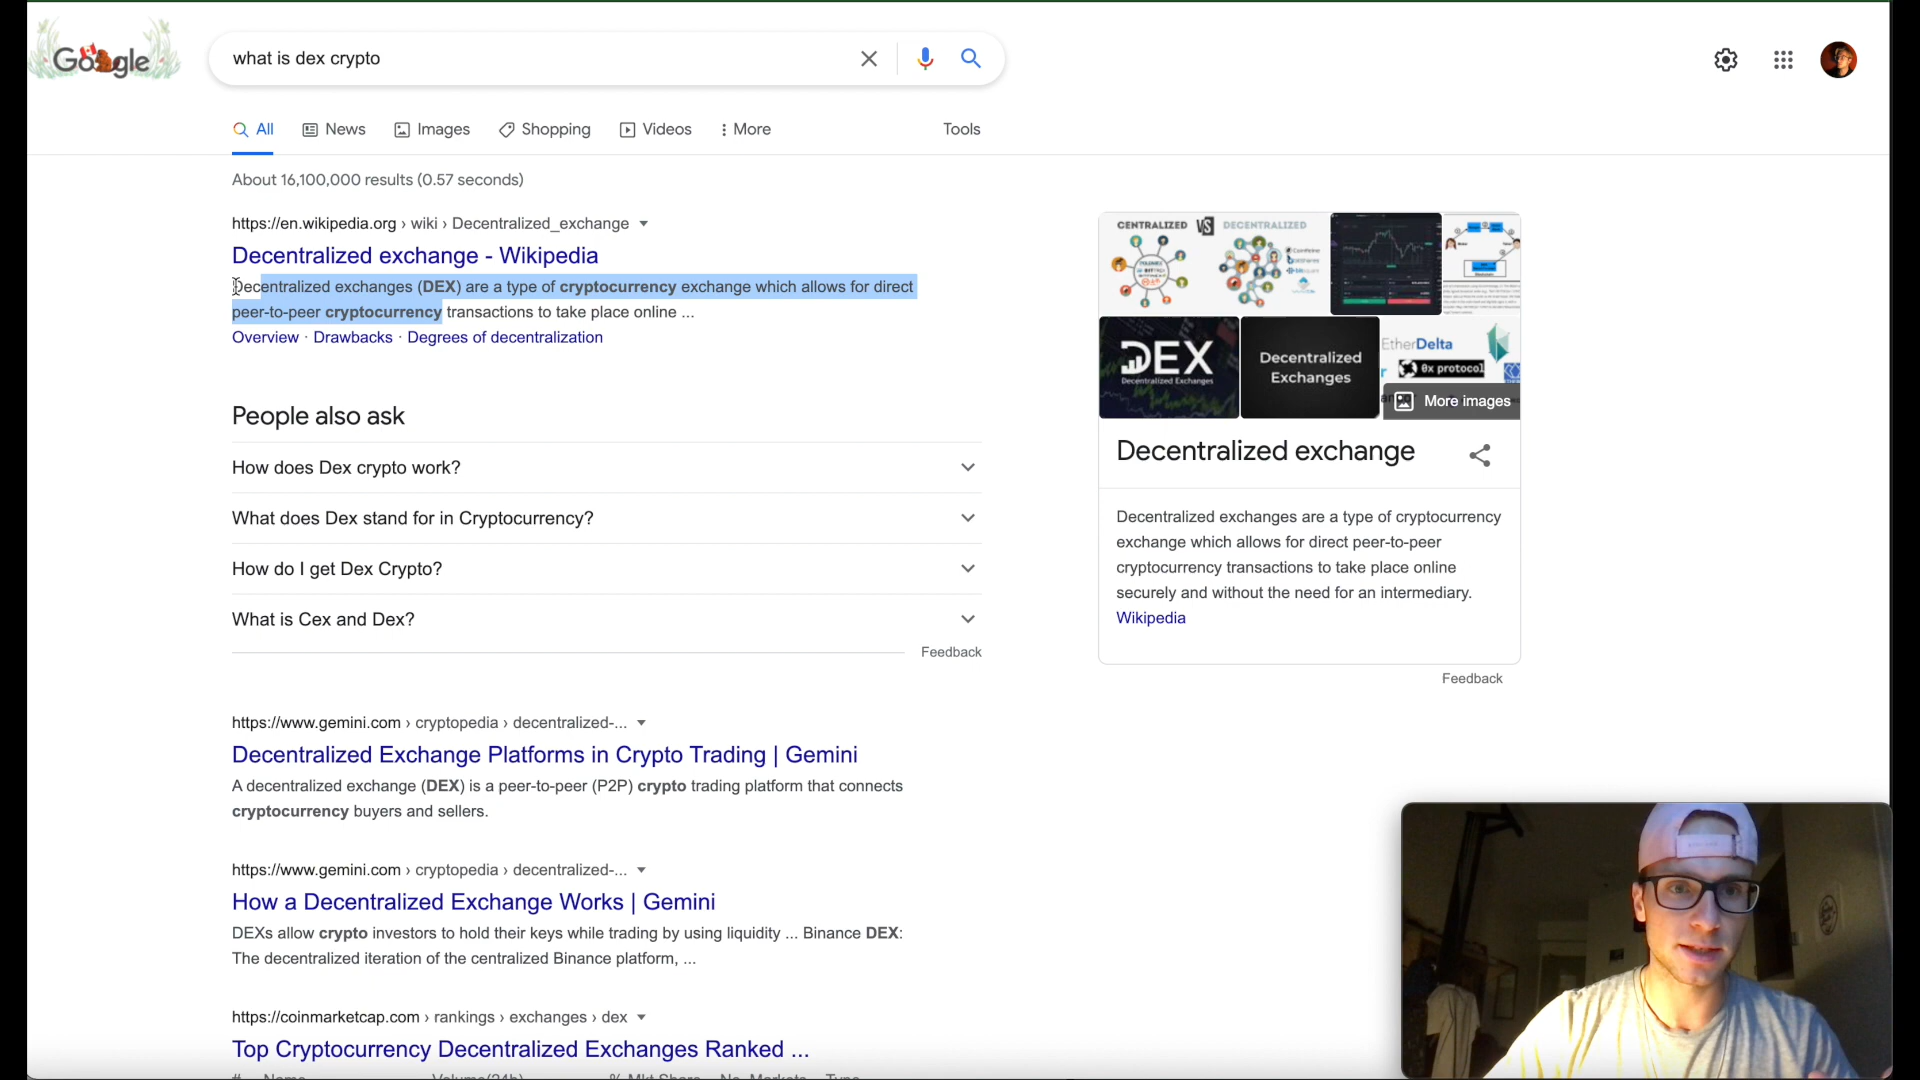 Google
what is dex crypto
All
News
Images
Shopping
Videos
More
Tools
About 16,100,000 results (0.57 seconds)
https://en.wikipedia.org › wiki › Decentralized_exchange
Decentralized exchange - Wikipedia
Decentralized exchanges (DEX) are a type of cryptocurrency exchange which allows for direct
peer-to-peer cryptocurrency transactions to take place online ...
Overview · Drawbacks · Degrees of decentralization
People also ask
How does Dex crypto work?
What does Dex stand for in Cryptocurrency?
How do I get Dex Crypto?
What is Cex and Dex?
Feedback
https://www.gemini.com › cryptopedia › decentralized-...
Decentralized Exchange Platforms in Crypto Trading | Gemini
A decentralized exchange (DEX) is a peer-to-peer (P2P) crypto trading platform that connects
cryptocurrency buyers and sellers.
https://www.gemini.com › cryptopedia › decentralized-...
How a Decentralized Exchange Works | Gemini
DEXs allow crypto investors to hold their keys while trading by using liquidity ... Binance DEX:
The decentralized iteration of the centralized Binance platform, ...
https://coinmarketcap.com › rankings › exchanges › dex
Top Cryptocurrency Decentralized Exchanges Ranked ...
CENTRALIZED VS DECENTRALIZED
DEX
Decentralized Exchanges
Decentralized
Exchanges
EtherDelta
0x protocol
More images
Decentralized exchange
Decentralized exchanges are a type of cryptocurrency
exchange which allows for direct peer-to-peer
cryptocurrency transactions to take place online
securely and without the need for an intermediary.
Wikipedia
Feedback